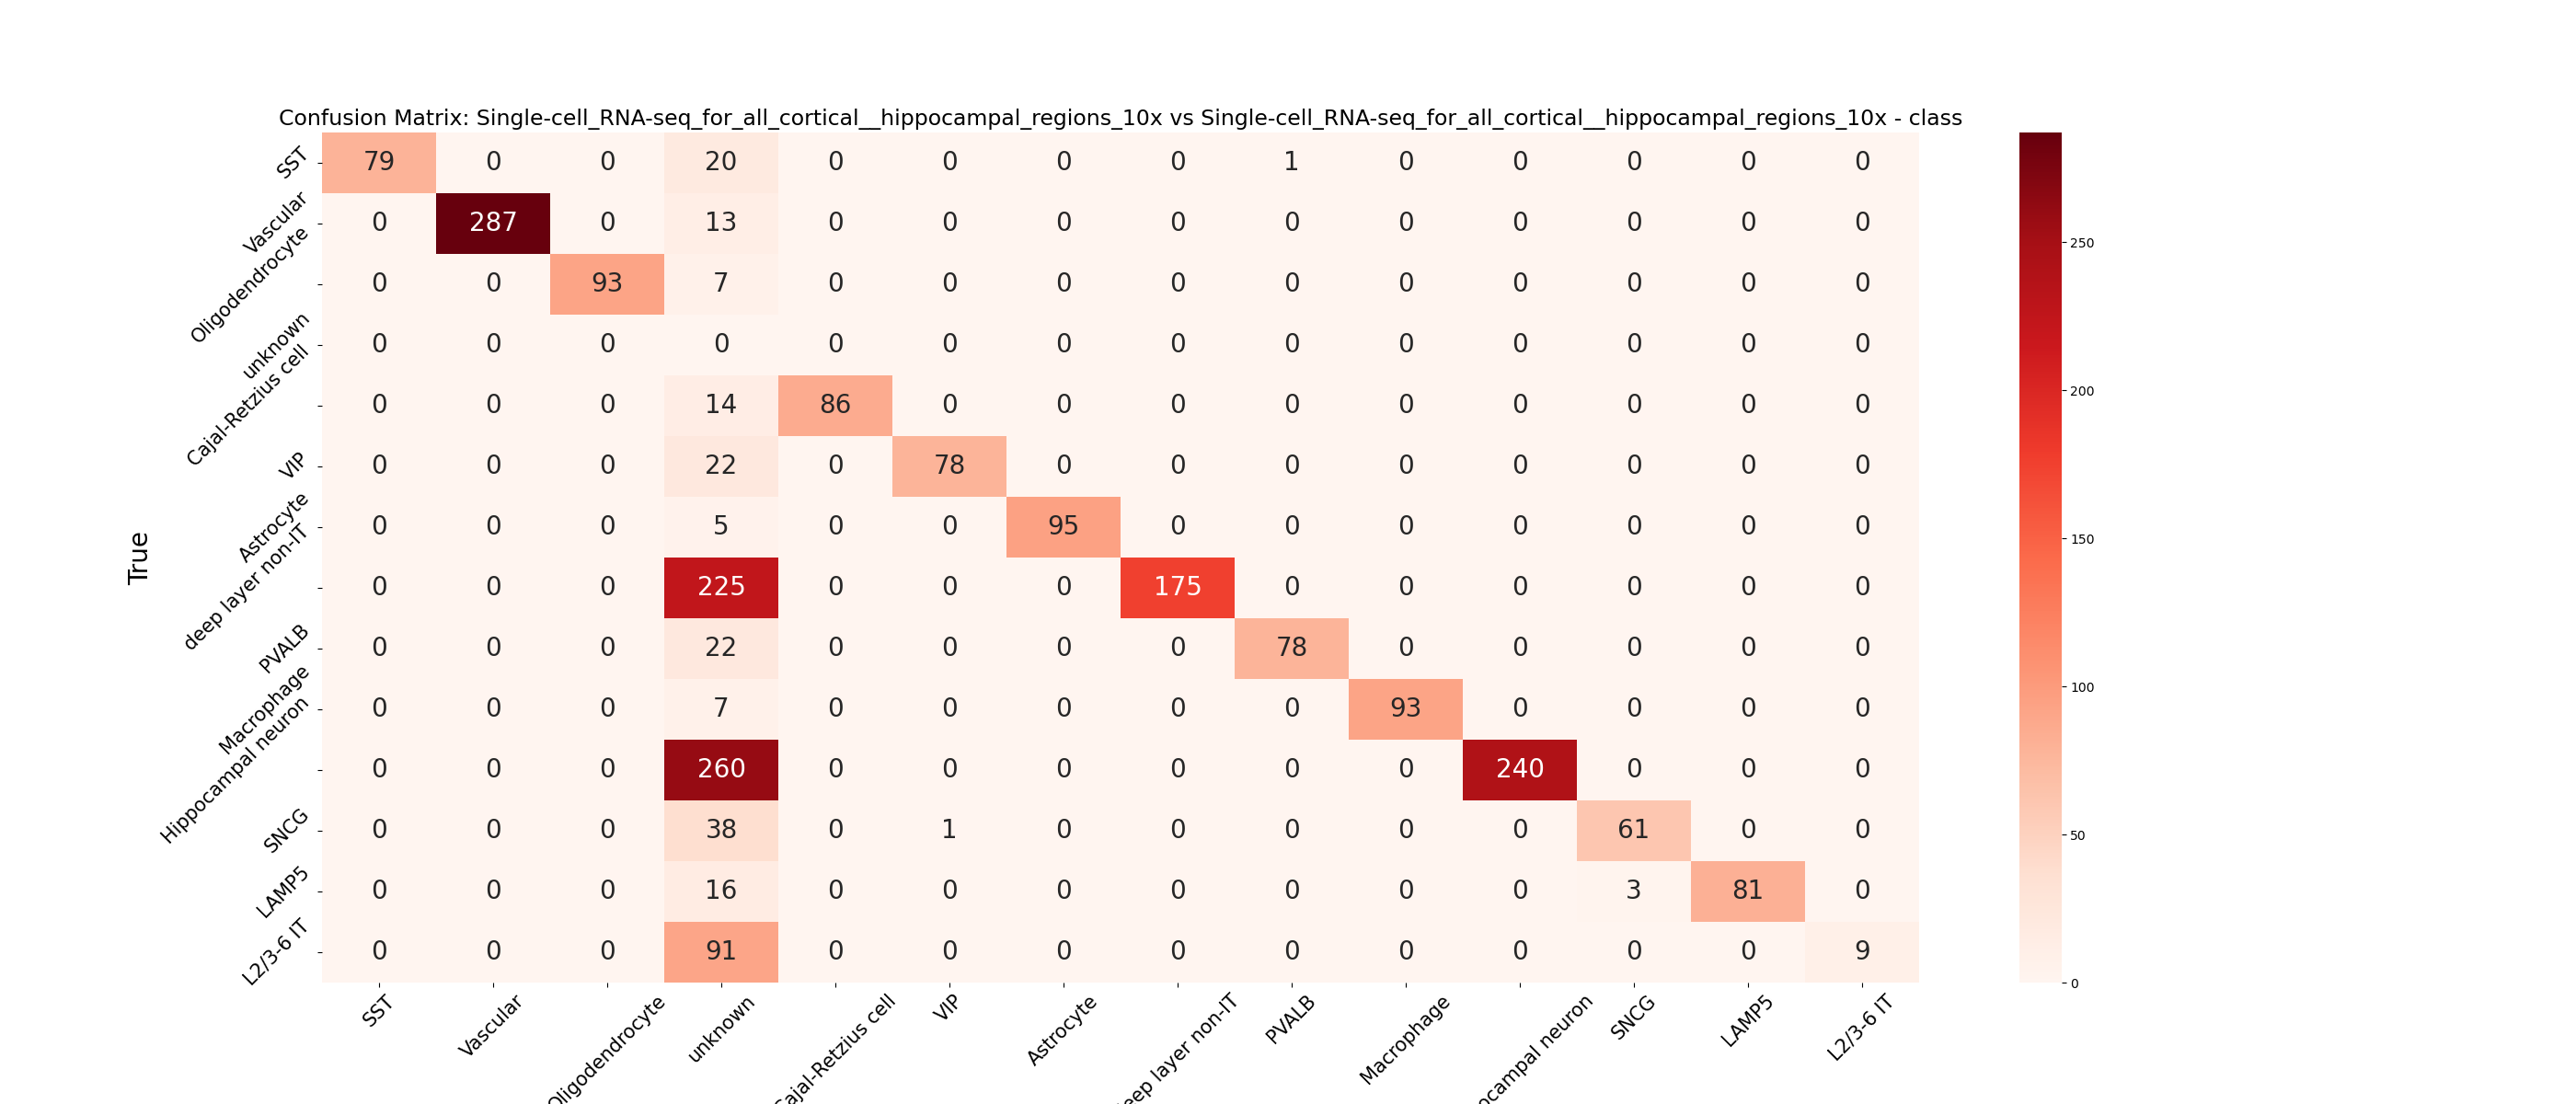 Confusion Matrix: Single-cell_RNA-seq_for_all_cortical__hippocampal_regions_10x vs Single-cell_RNA-seq_for_all_cortical__hippocampal_regions_10x - class
True
SST 79 0 0 20 0 0 0 0 1 0 0 0 0 0
Vascular 0 287 0 13 0 0 0 0 0 0 0 0 0 0
Oligodendrocyte 0 0 93 7 0 0 0 0 0 0 0 0 0 0
unknown 0 0 0 0 0 0 0 0 0 0 0 0 0 0
Cajal-Retzius cell 0 0 0 14 86 0 0 0 0 0 0 0 0 0
VIP 0 0 0 22 0 78 0 0 0 0 0 0 0 0
Astrocyte 0 0 0 5 0 0 95 0 0 0 0 0 0 0
deep layer non-IT 0 0 0 225 0 0 0 175 0 0 0 0 0 0
PVALB 0 0 0 22 0 0 0 0 78 0 0 0 0 0
Macrophage 0 0 0 7 0 0 0 0 0 93 0 0 0 0
Hippocampal neuron 0 0 0 260 0 0 0 0 0 0 240 0 0 0
SNCG 0 0 0 38 0 1 0 0 0 0 0 61 0 0
LAMP5 0 0 0 16 0 0 0 0 0 0 0 3 81 0
L2/3-6 IT 0 0 0 91 0 0 0 0 0 0 0 0 0 9
SST
Vascular
Oligodendrocyte
unknown
Cajal-Retzius cell
VIP
Astrocyte
eep layer non-IT
PVALB
Macrophage
ocampal neuron
SNCG
LAMP5
L2/3-6 IT
250
200
150
100
50
0